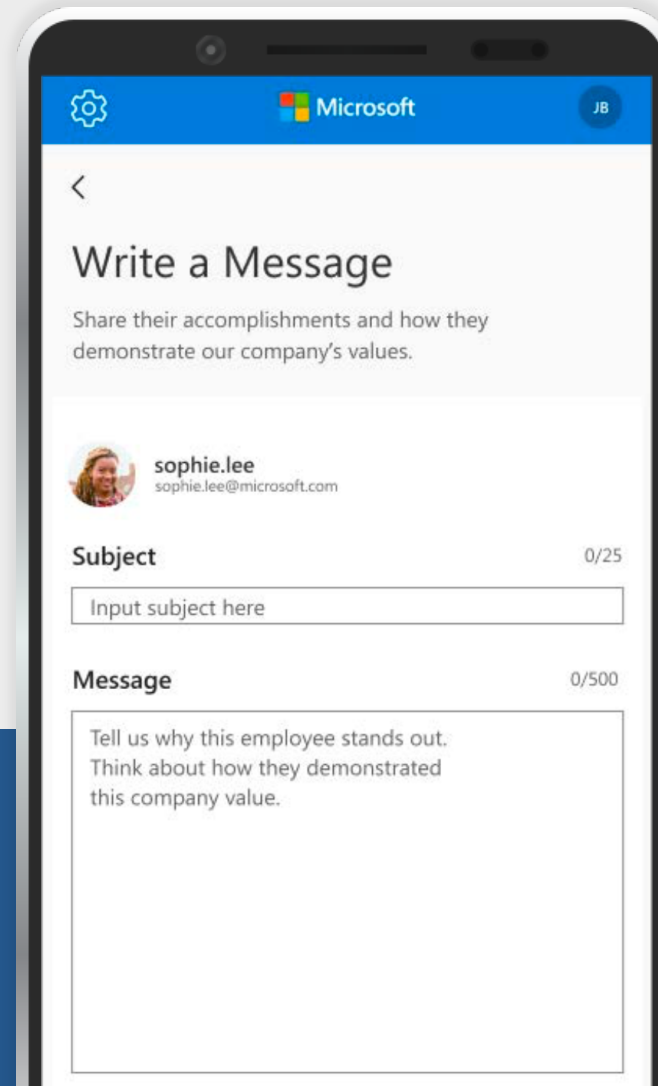 Microsoft
JB
Write a Message
Share their accomplishments and how they
demonstrate our company’s values.
sophie.lee
sophie.lee@microsoft.com
Subject 0/25
Input subject here
Message 0/500
Tell us why this employee stands out.
Think about how they demonstrated
this company value.